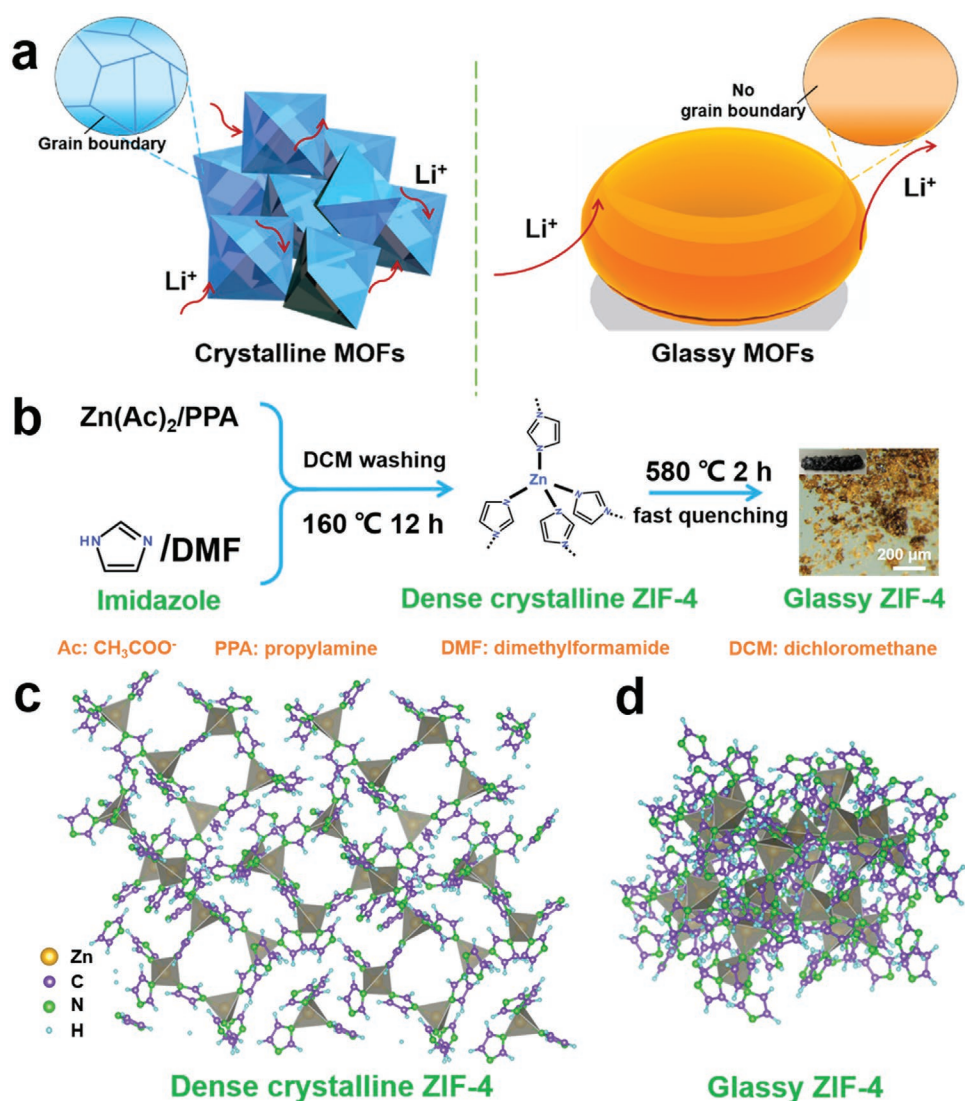 a
Grain boundary
Li⁺
Li⁺
Crystalline MOFs
No
grain boundary
Li⁺
Li⁺
Glassy MOFs
b
Zn(Ac)₂/PPA
HN
N
/DMF
Imidazole
DCM washing
160 ℃ 12 h
N
N
Zn
N
N
N
N
N
N
Dense crystalline ZIF-4
580 ℃ 2 h
fast quenching
200 μm
Glassy ZIF-4
Ac: CH₃COO⁻
PPA: propylamine
DMF: dimethylformamide
DCM: dichloromethane
c
Zn
C
N
H
Dense crystalline ZIF-4
d
Glassy ZIF-4